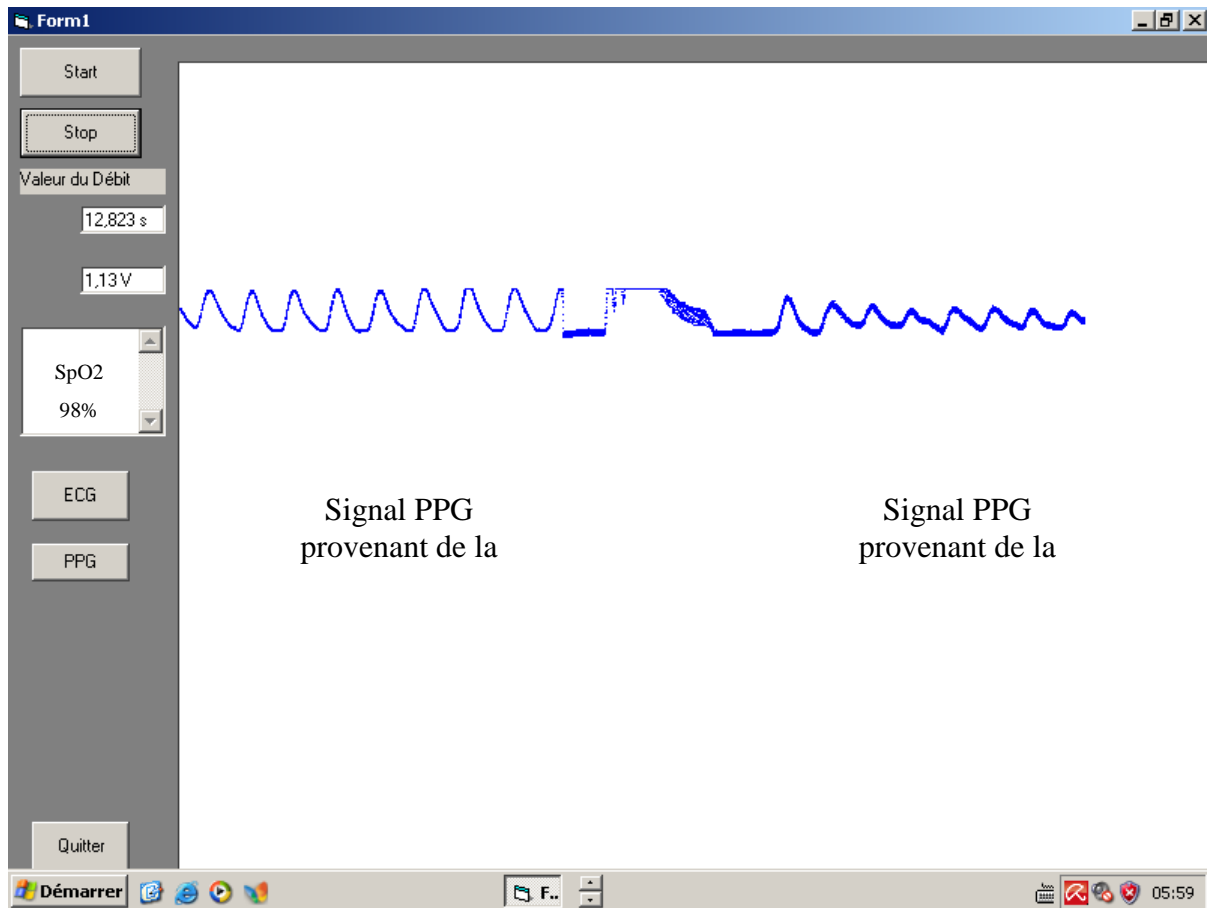 Form1
Start
Stop
Valeur du Débit
12,823 s
1,13 V
SpO2
98%
ECG
PPG
Signal PPG
provenant de la
Signal PPG
provenant de la
Quitter
Démarrer
F..
05:59